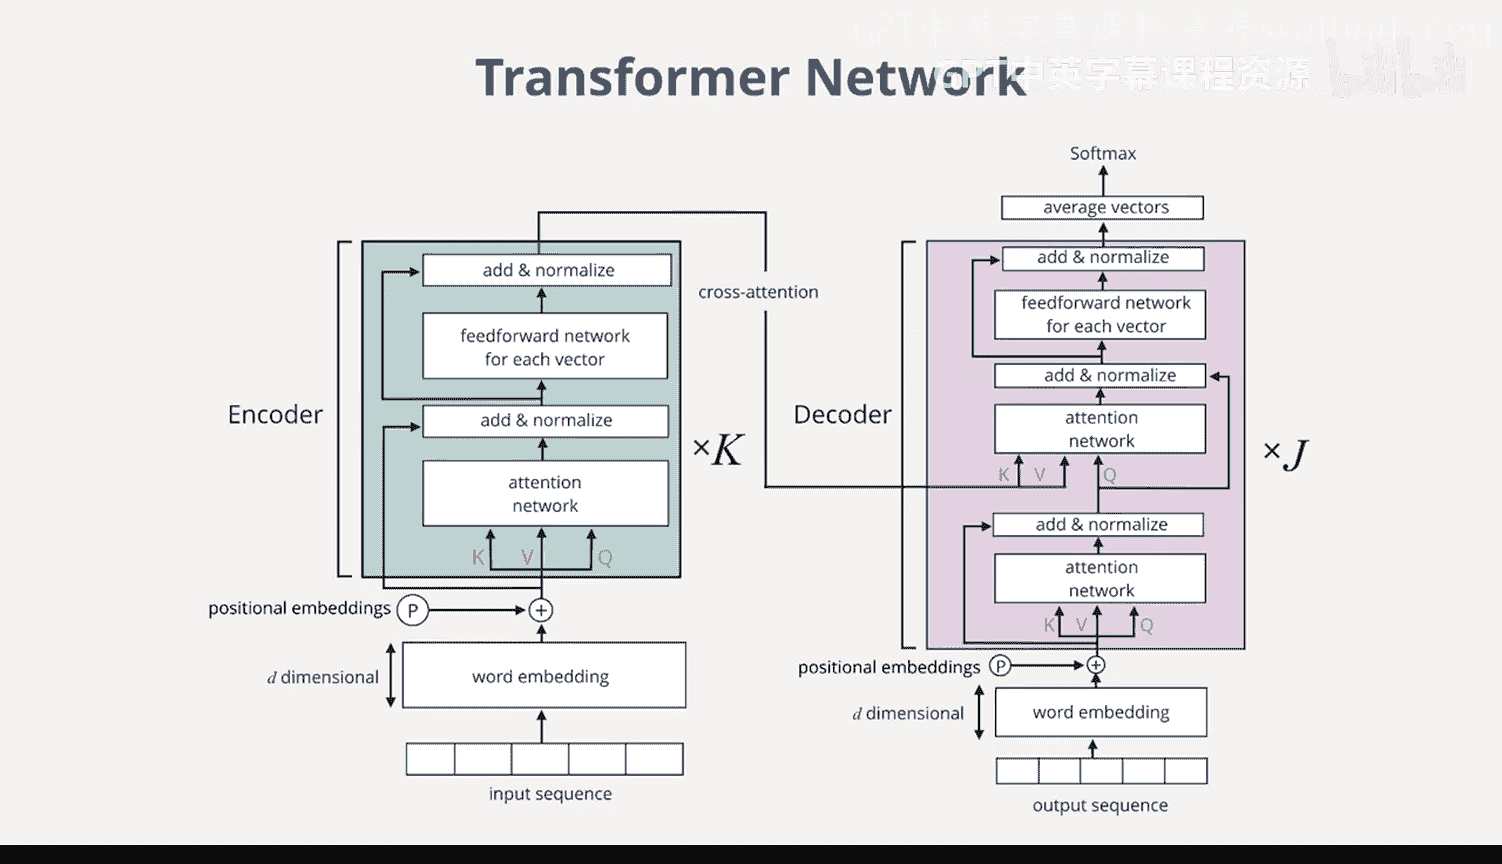 Transformer Network
GPT中英字幕课程资源
Softmax
average vectors
add & normalize
feedforward network
for each vector
add & normalize
attention
network
K V Q
add & normalize
attention
network
K V Q
positional embeddings P +
d dimensional
word embedding
output sequence
Decoder
×J
cross-attention
add & normalize
feedforward network
for each vector
add & normalize
attention
network
K V Q
Encoder
×K
positional embeddings P +
d dimensional
word embedding
input sequence